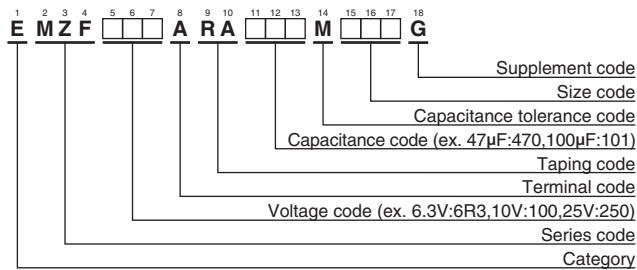 1 2 3 4 5 6 7 8 9 10 11 12 13 14 15 16 17 18
E MZF □□□ A RA □□□ M □□□ G
Supplement code
Size code
Capacitance tolerance code
Capacitance code (ex. 47μF:470,100μF:101)
Taping code
Terminal code
Voltage code (ex. 6.3V:6R3,10V:100,25V:250)
Series code
Category